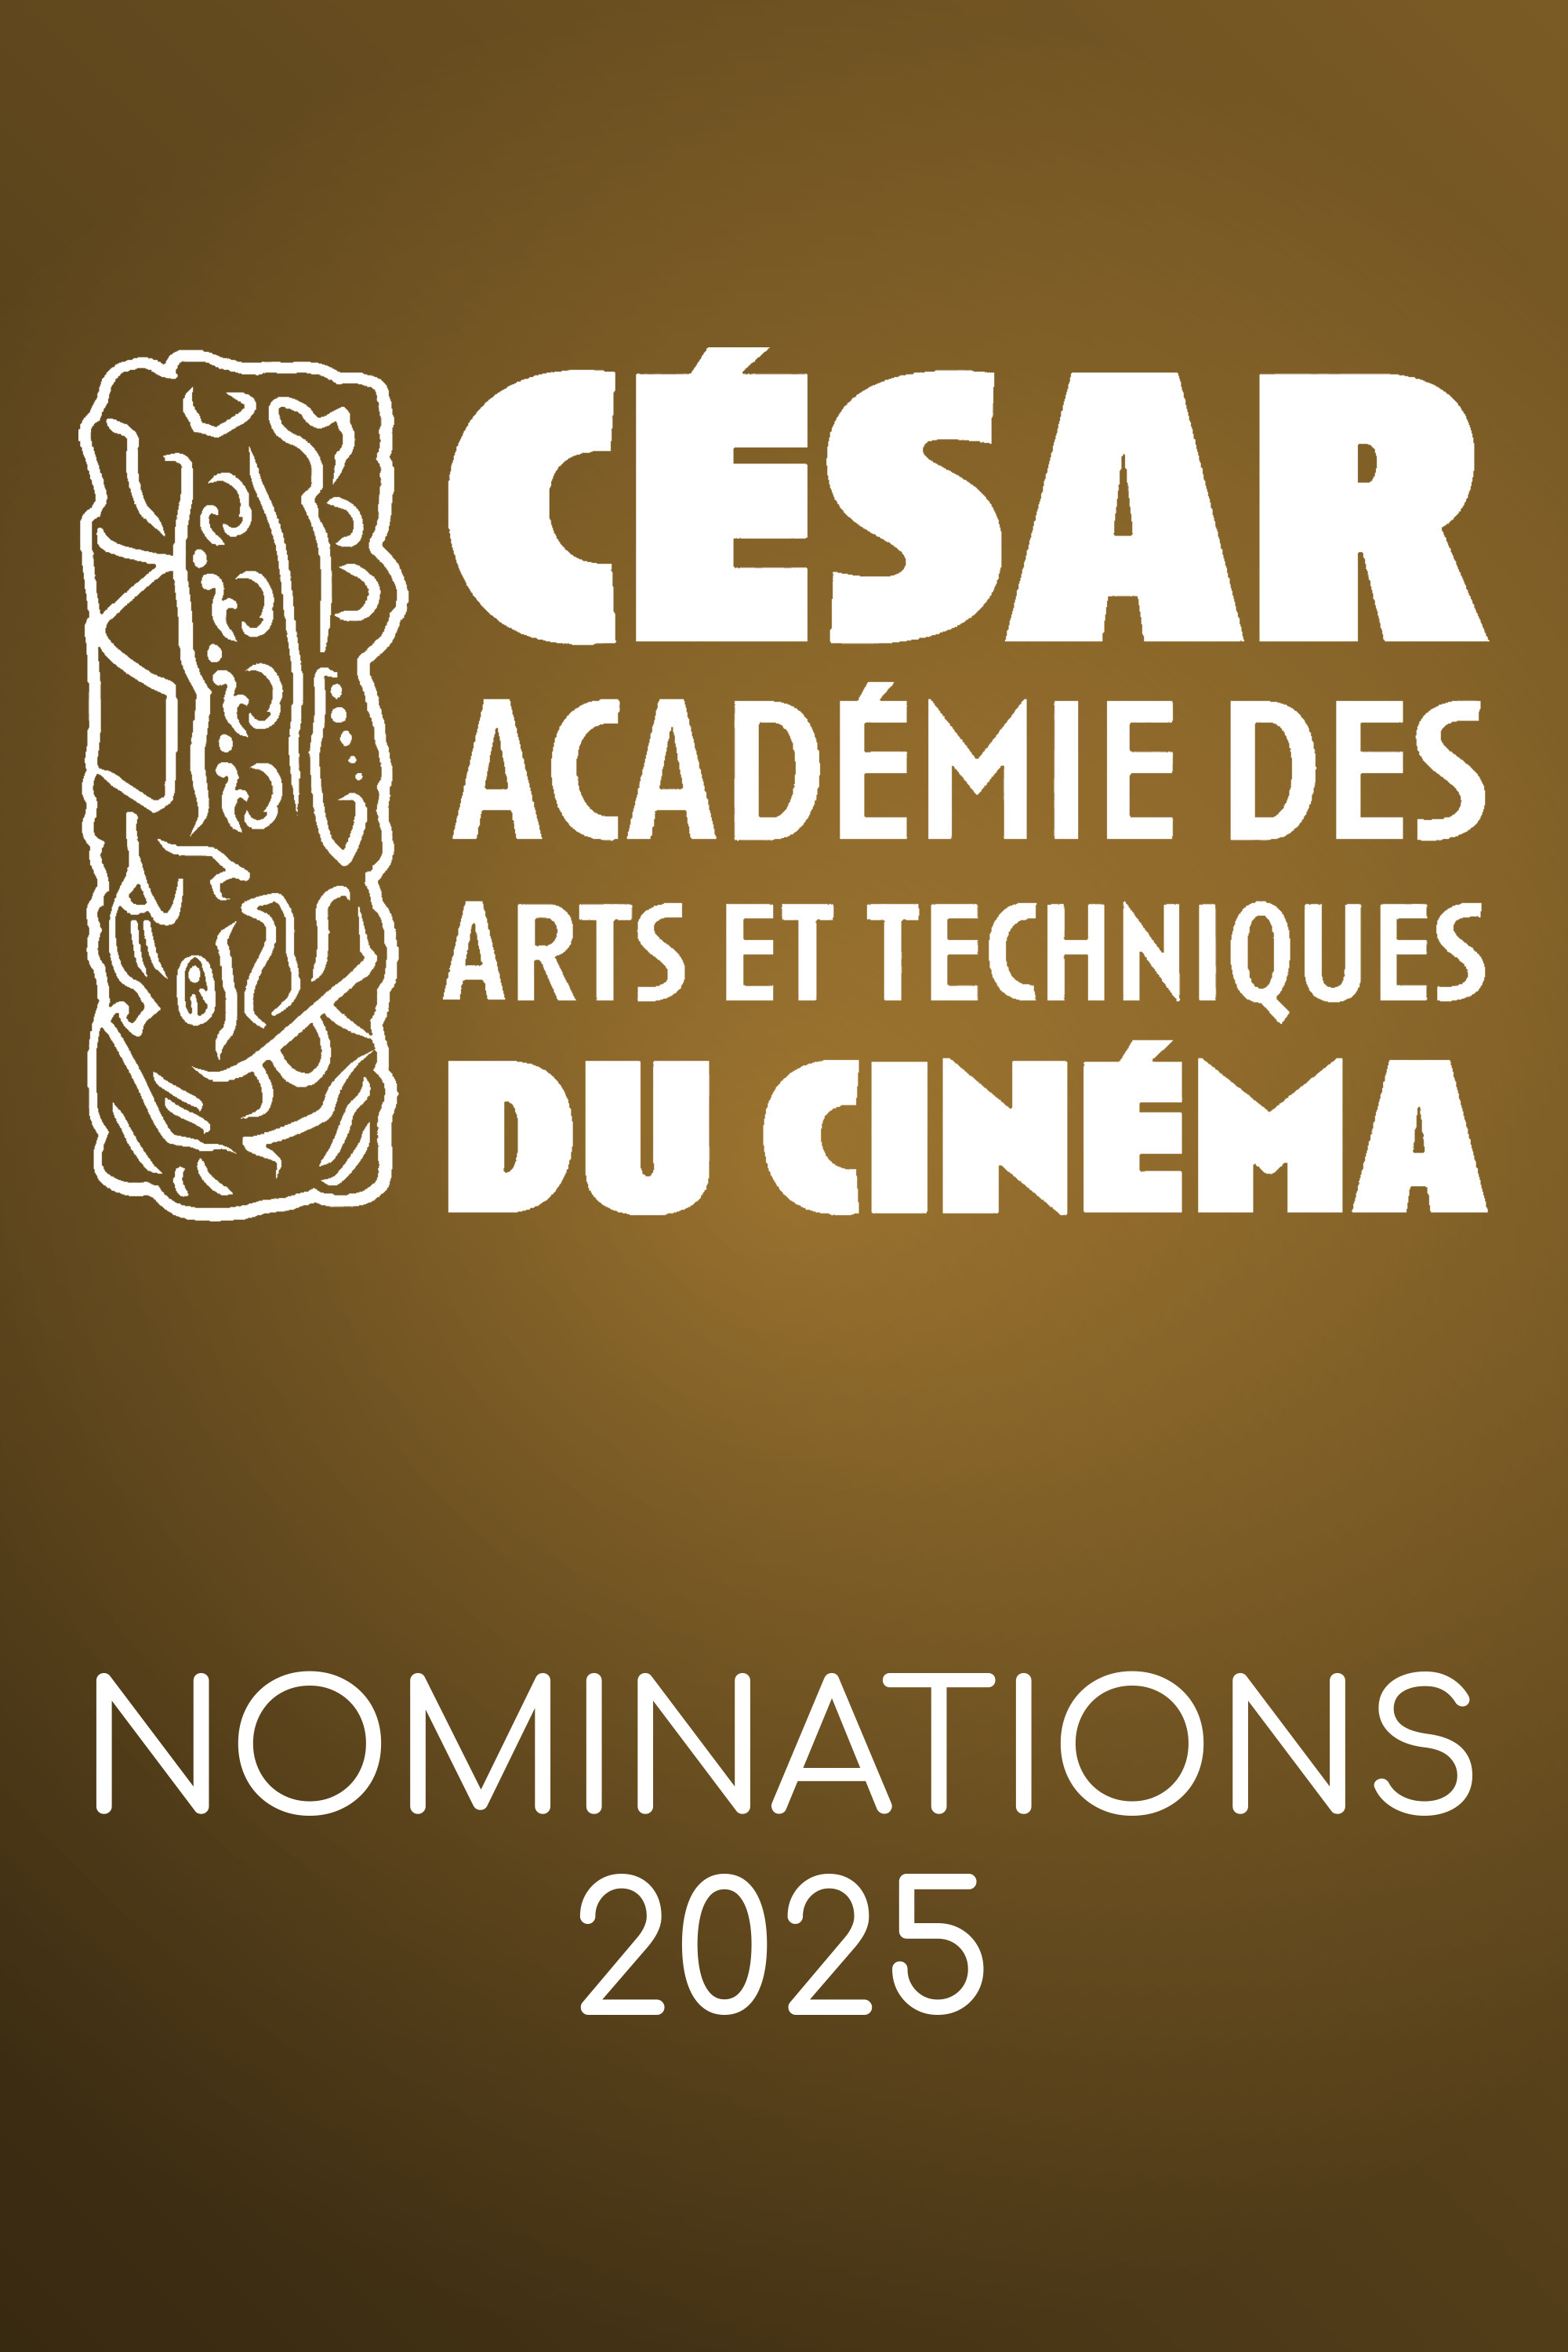 CÉSAR
ACADÉMIE DES
ARTS ET TECHNIQUES
DU CINÉMA
NOMINATIONS
2025